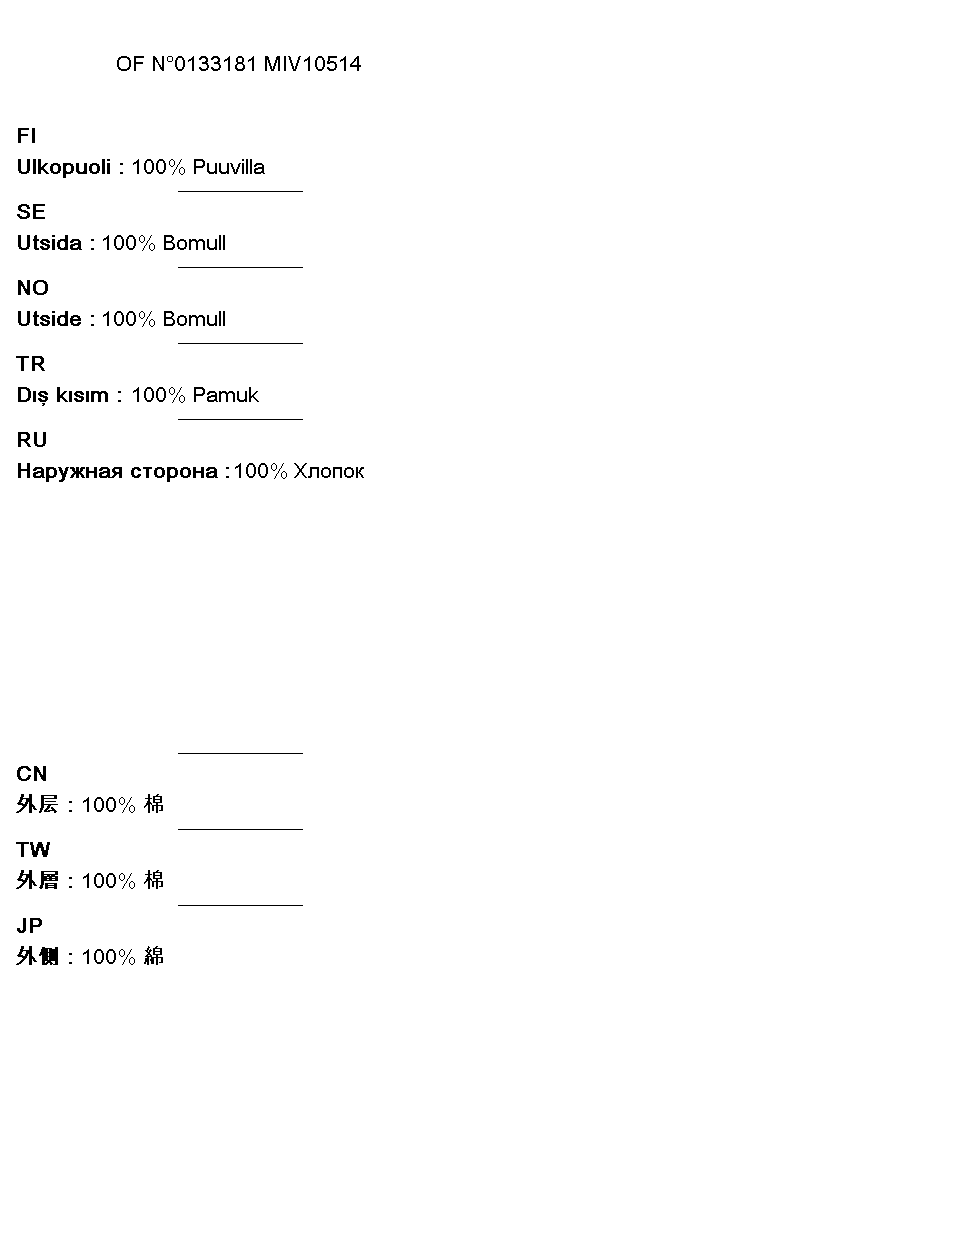 OF N°0133181 MIV10514
FI
Ulkopuoli : 100% Puuvilla
SE
Utsida : 100% Bomull
NO
Utside : 100% Bomull
TR
Dış kısım : 100% Pamuk
RU
Наружная сторона : 100% Хлопок
CN
外层 : 100% 棉
TW
外層 : 100% 棉
JP
外側 : 100% 綿